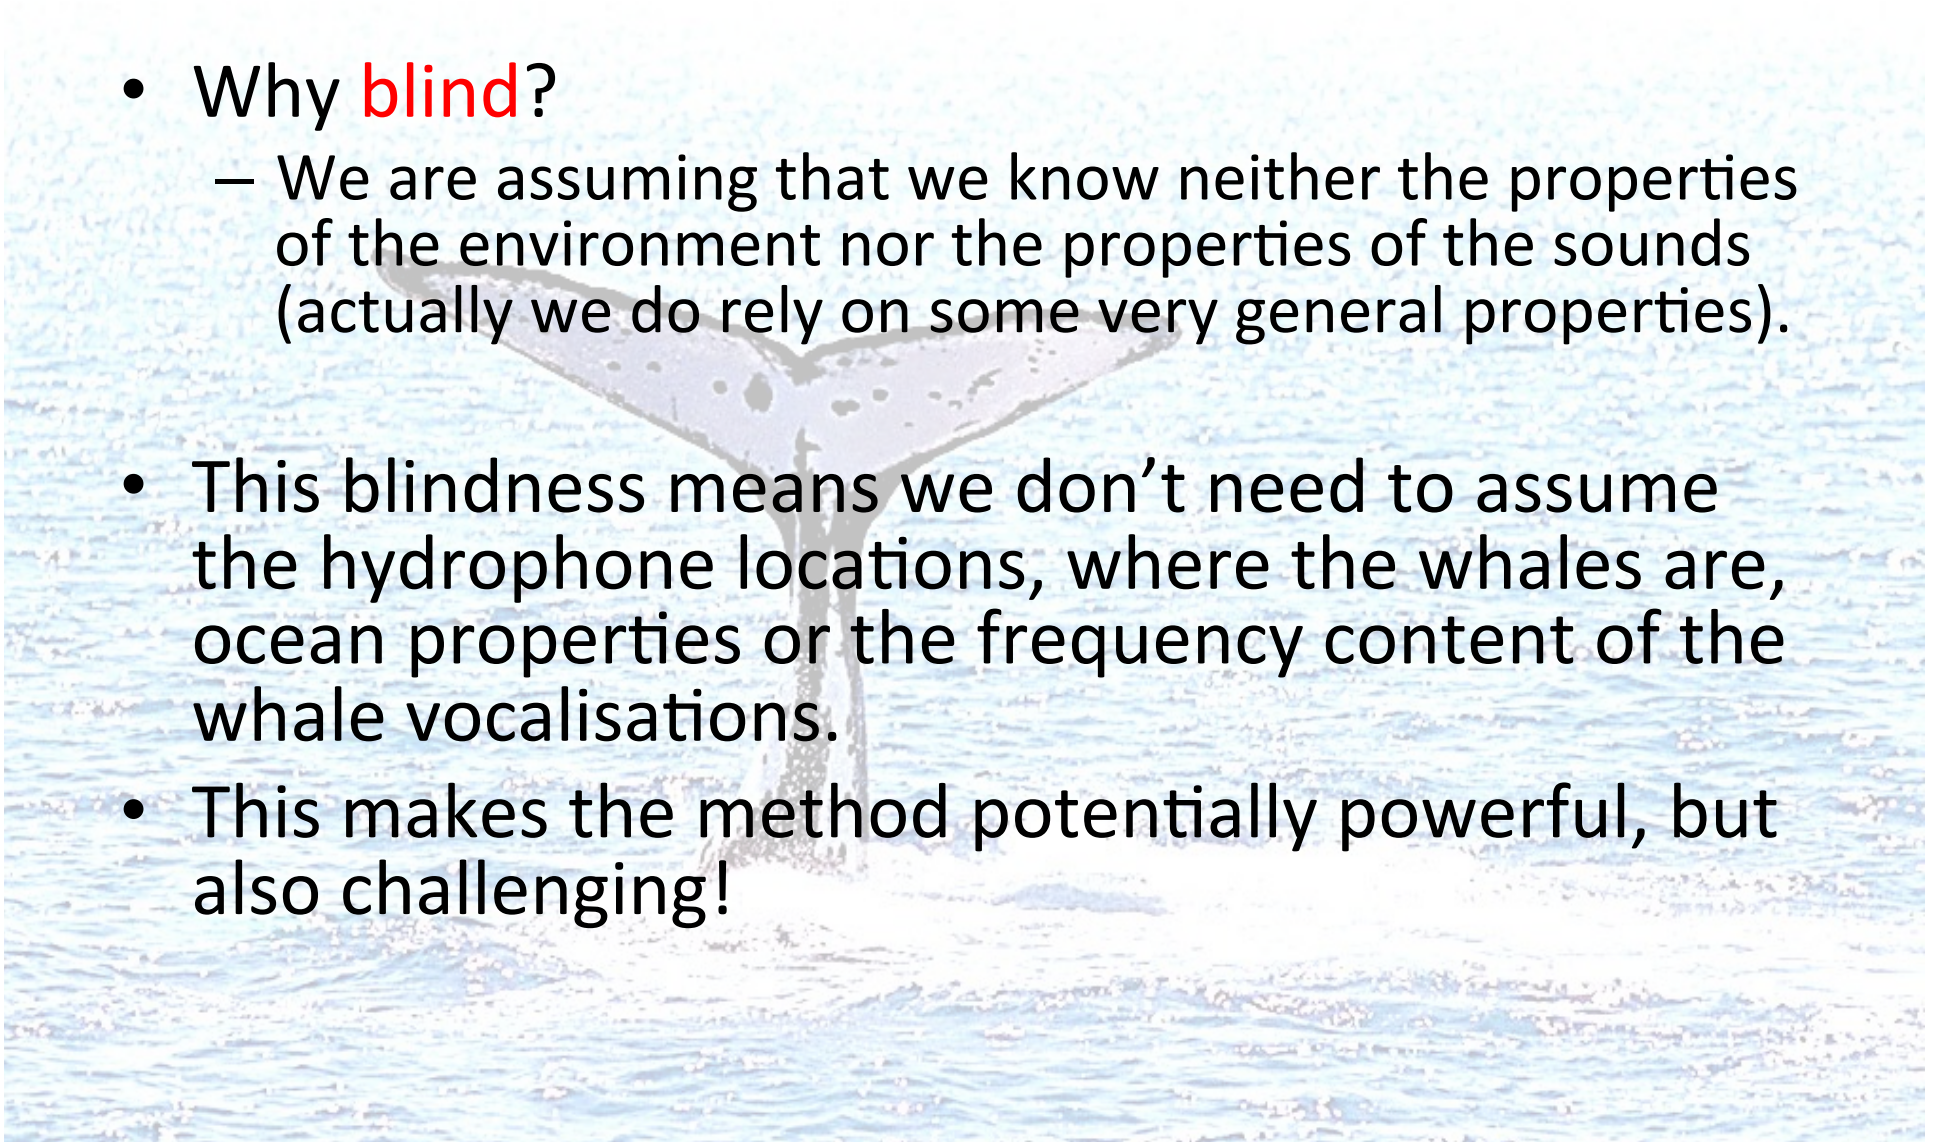 • Why blind?
– We are assuming that we know neither the properties
of the environment nor the properties of the sounds
(actually we do rely on some very general properties).
• This blindness means we don’t need to assume
the hydrophone locations, where the whales are,
ocean properties or the frequency content of the
whale vocalisations.
• This makes the method potentially powerful, but
also challenging!